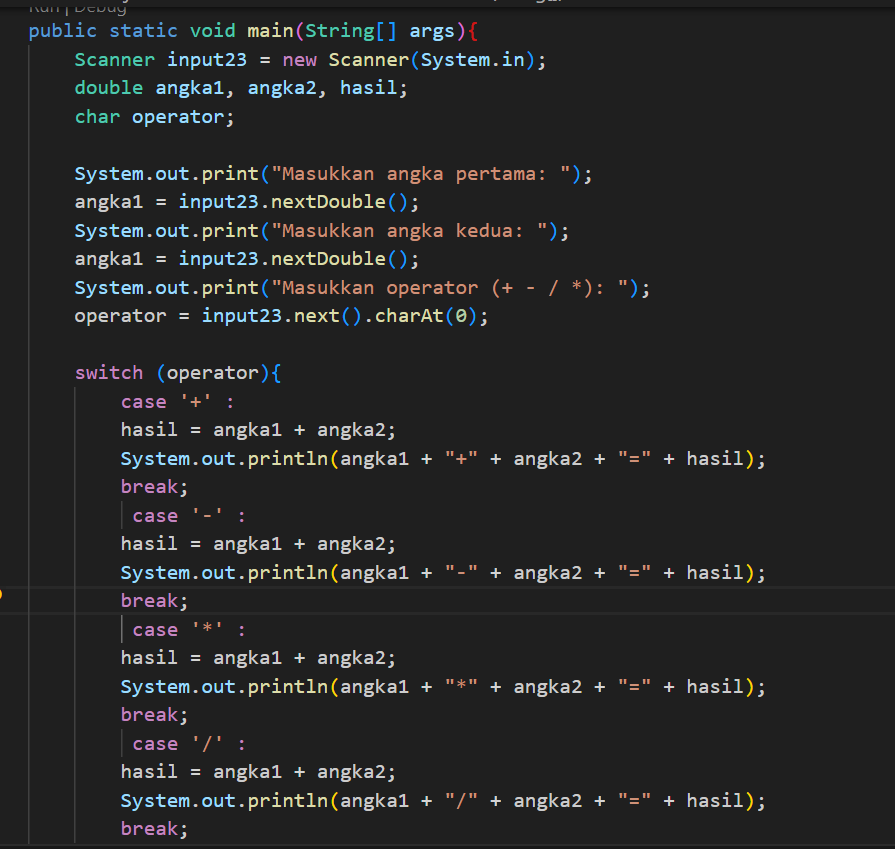 Run | Debug
public static void main(String[] args){
Scanner input23 = new Scanner(System.in);
double angka1, angka2, hasil;
char operator;
System.out.print("Masukkan angka pertama: ");
angka1 = input23.nextDouble();
System.out.print("Masukkan angka kedua: ");
angka1 = input23.nextDouble();
System.out.print("Masukkan operator (+ - / *): ");
operator = input23.next().charAt(0);
switch (operator){
case '+' :
hasil = angka1 + angka2;
System.out.println(angka1 + "+" + angka2 + "=" + hasil);
break;
case '-' :
hasil = angka1 + angka2;
System.out.println(angka1 + "-" + angka2 + "=" + hasil);
break;
case '*' :
hasil = angka1 + angka2;
System.out.println(angka1 + "*" + angka2 + "=" + hasil);
break;
case '/' :
hasil = angka1 + angka2;
System.out.println(angka1 + "/" + angka2 + "=" + hasil);
break;